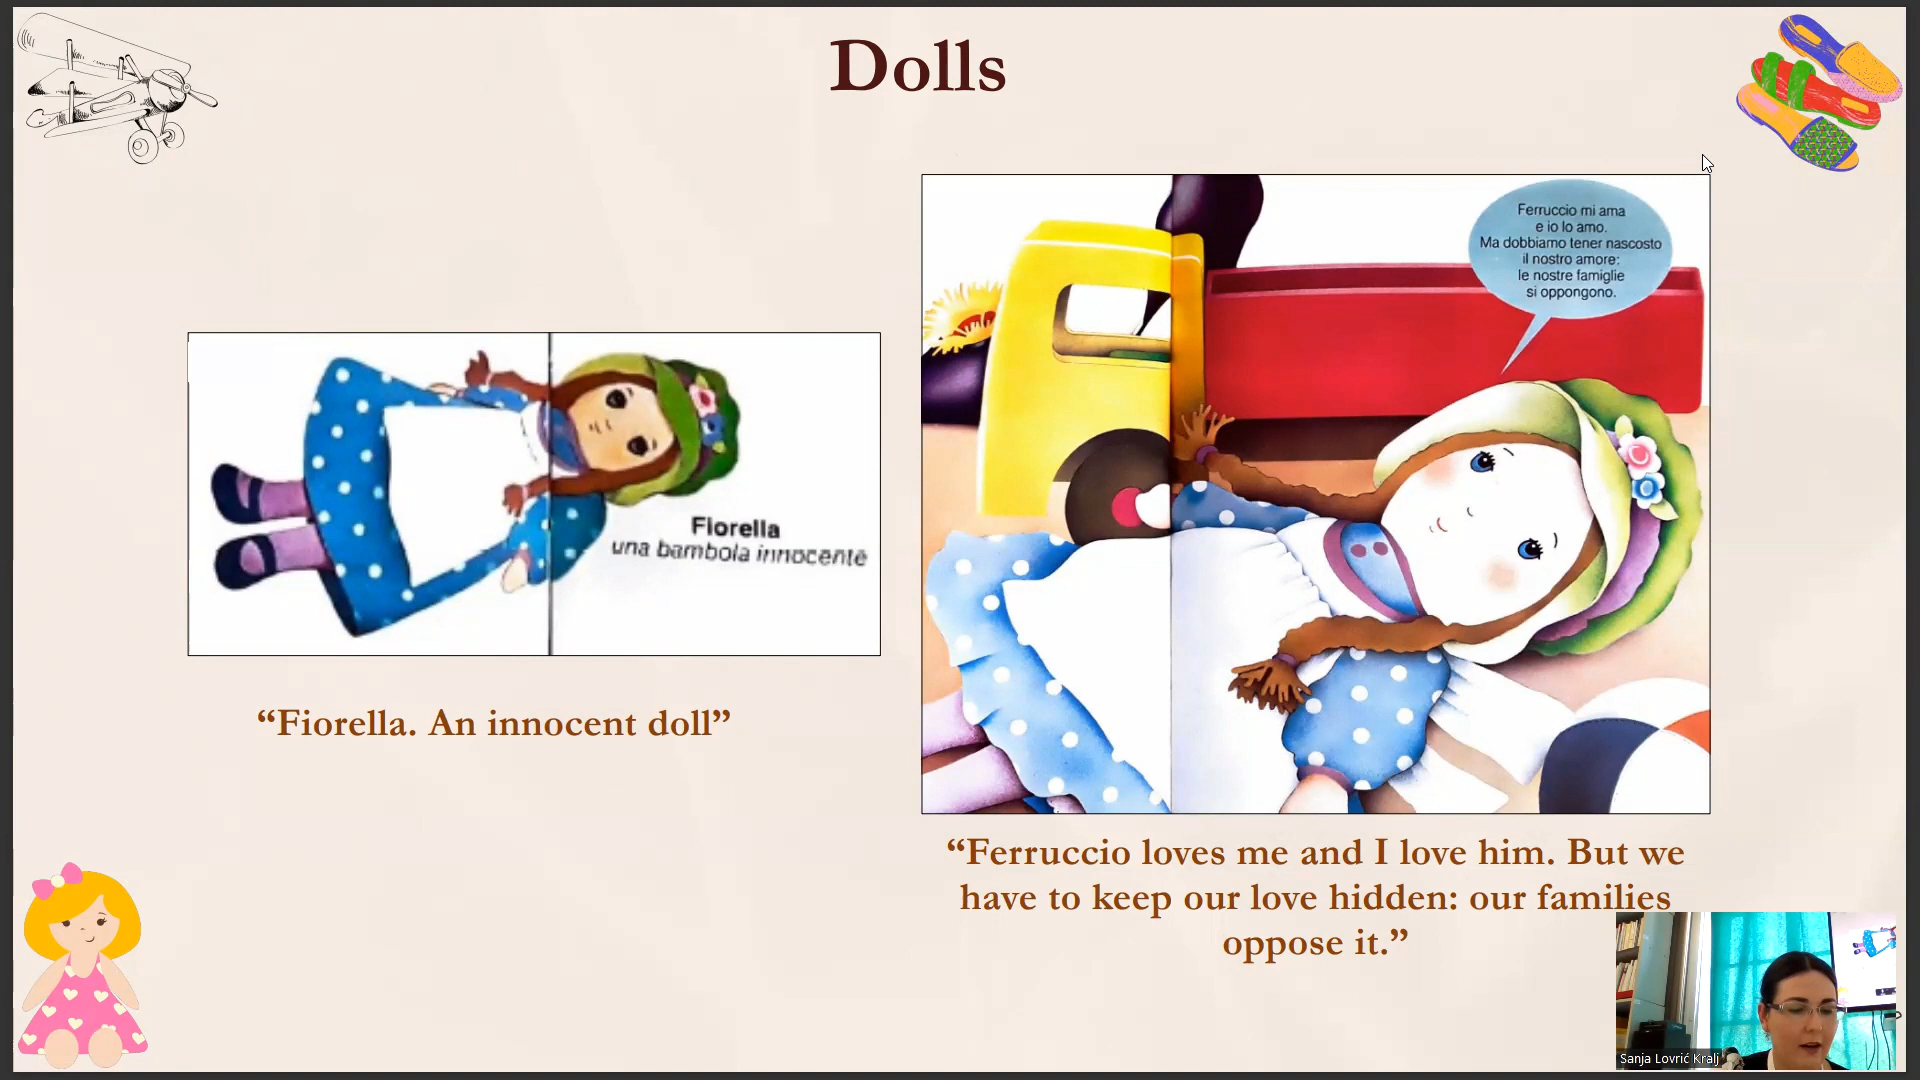 Dolls
Fiorella
una bambola innocente
“Fiorella. An innocent doll”
Ferruccio mi ama
e io lo amo.
Ma dobbiamo tener nascosto
il nostro amore:
le nostre famiglie
si oppongono.
“Ferruccio loves me and I love him. But we
have to keep our love hidden: our families
oppose it.”
Sanja Lovrić Kralj